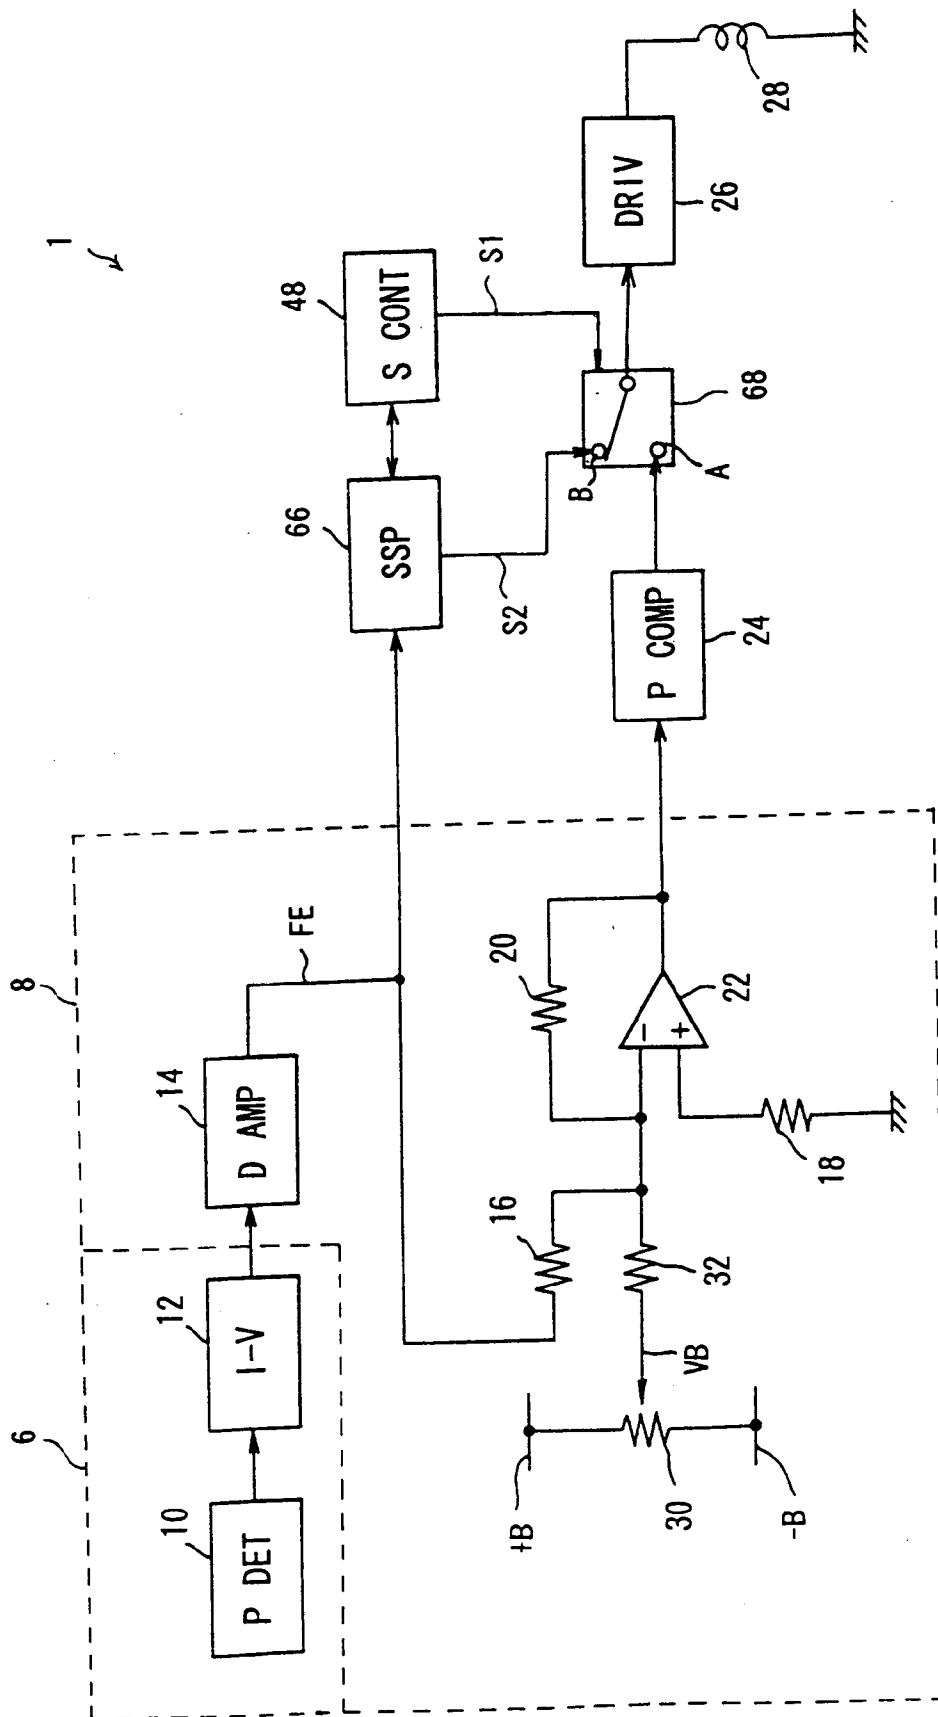 1
8
6
14
D AMP
12
I-V
10
P DET
FE
48
S CONT
66
SSP
S1
S2
B
A
68
DRIV
26
28
P COMP
24
20
22
-
+
18
16
32
VB
+B
30
-B